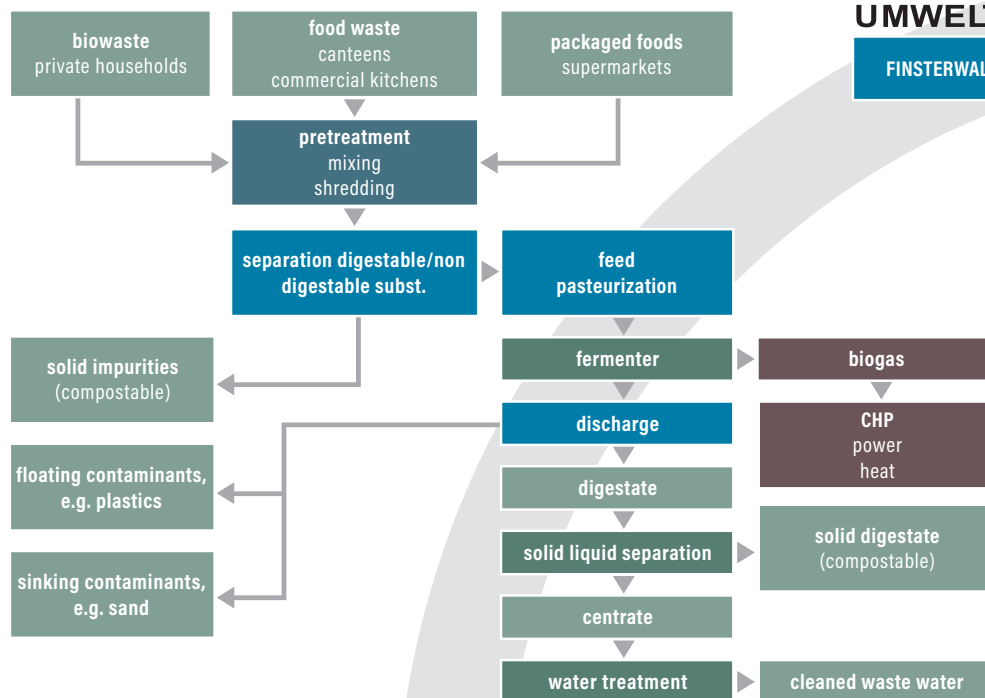 UMWELT
FINSTERWAL
biowaste
private households
food waste
canteens
commercial kitchens
packaged foods
supermarkets
pretreatment
mixing
shredding
separation digestable/non
digestable subst.
feed
pasteurization
solid impurities
(compostable)
fermenter
biogas
discharge
CHP
power
heat
floating contaminants,
e.g. plastics
digestate
solid liquid separation
solid digestate
(compostable)
sinking contaminants,
e.g. sand
centrate
water treatment
cleaned waste water